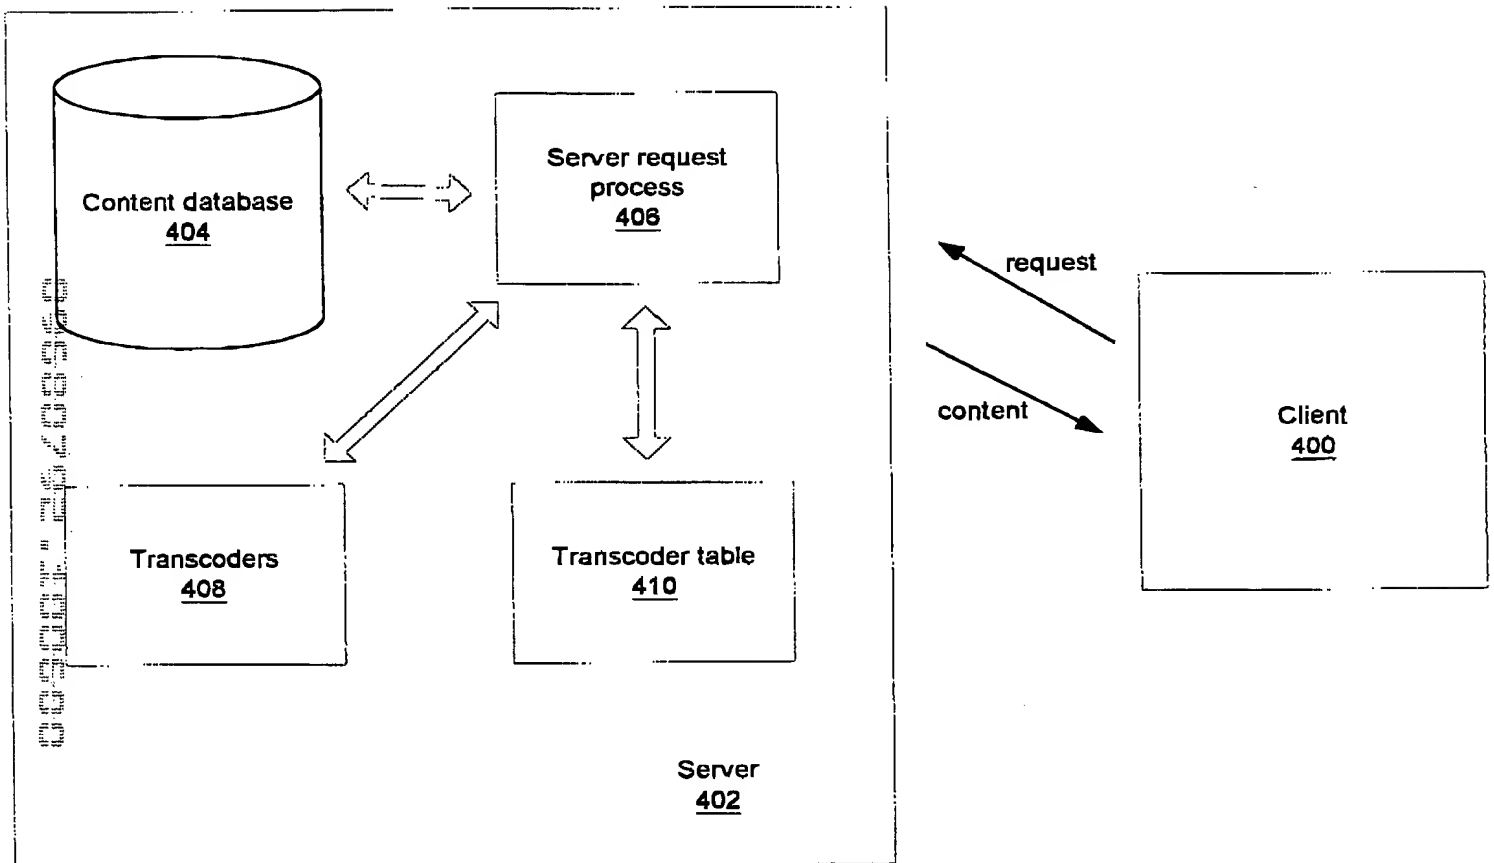 Content database
404
Server request
process
406
request
content
Client
400
Transcoders
408
Transcoder table
410
Server
402